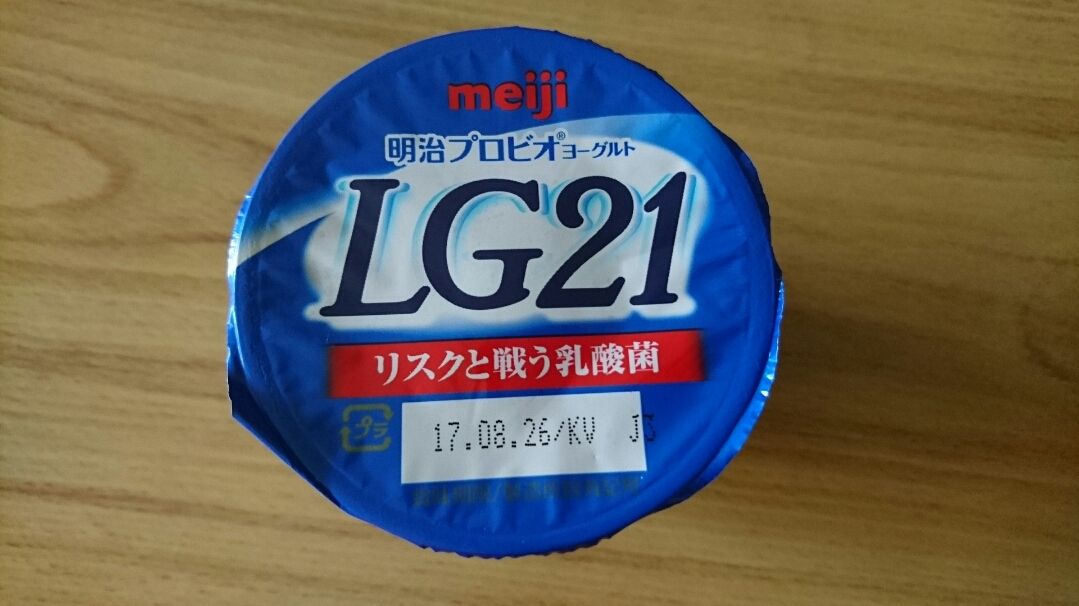 meiji
明治プロビオ®ヨーグルト
LG21
リスクと戦う乳酸菌
プラ
17.08.26/KV JS